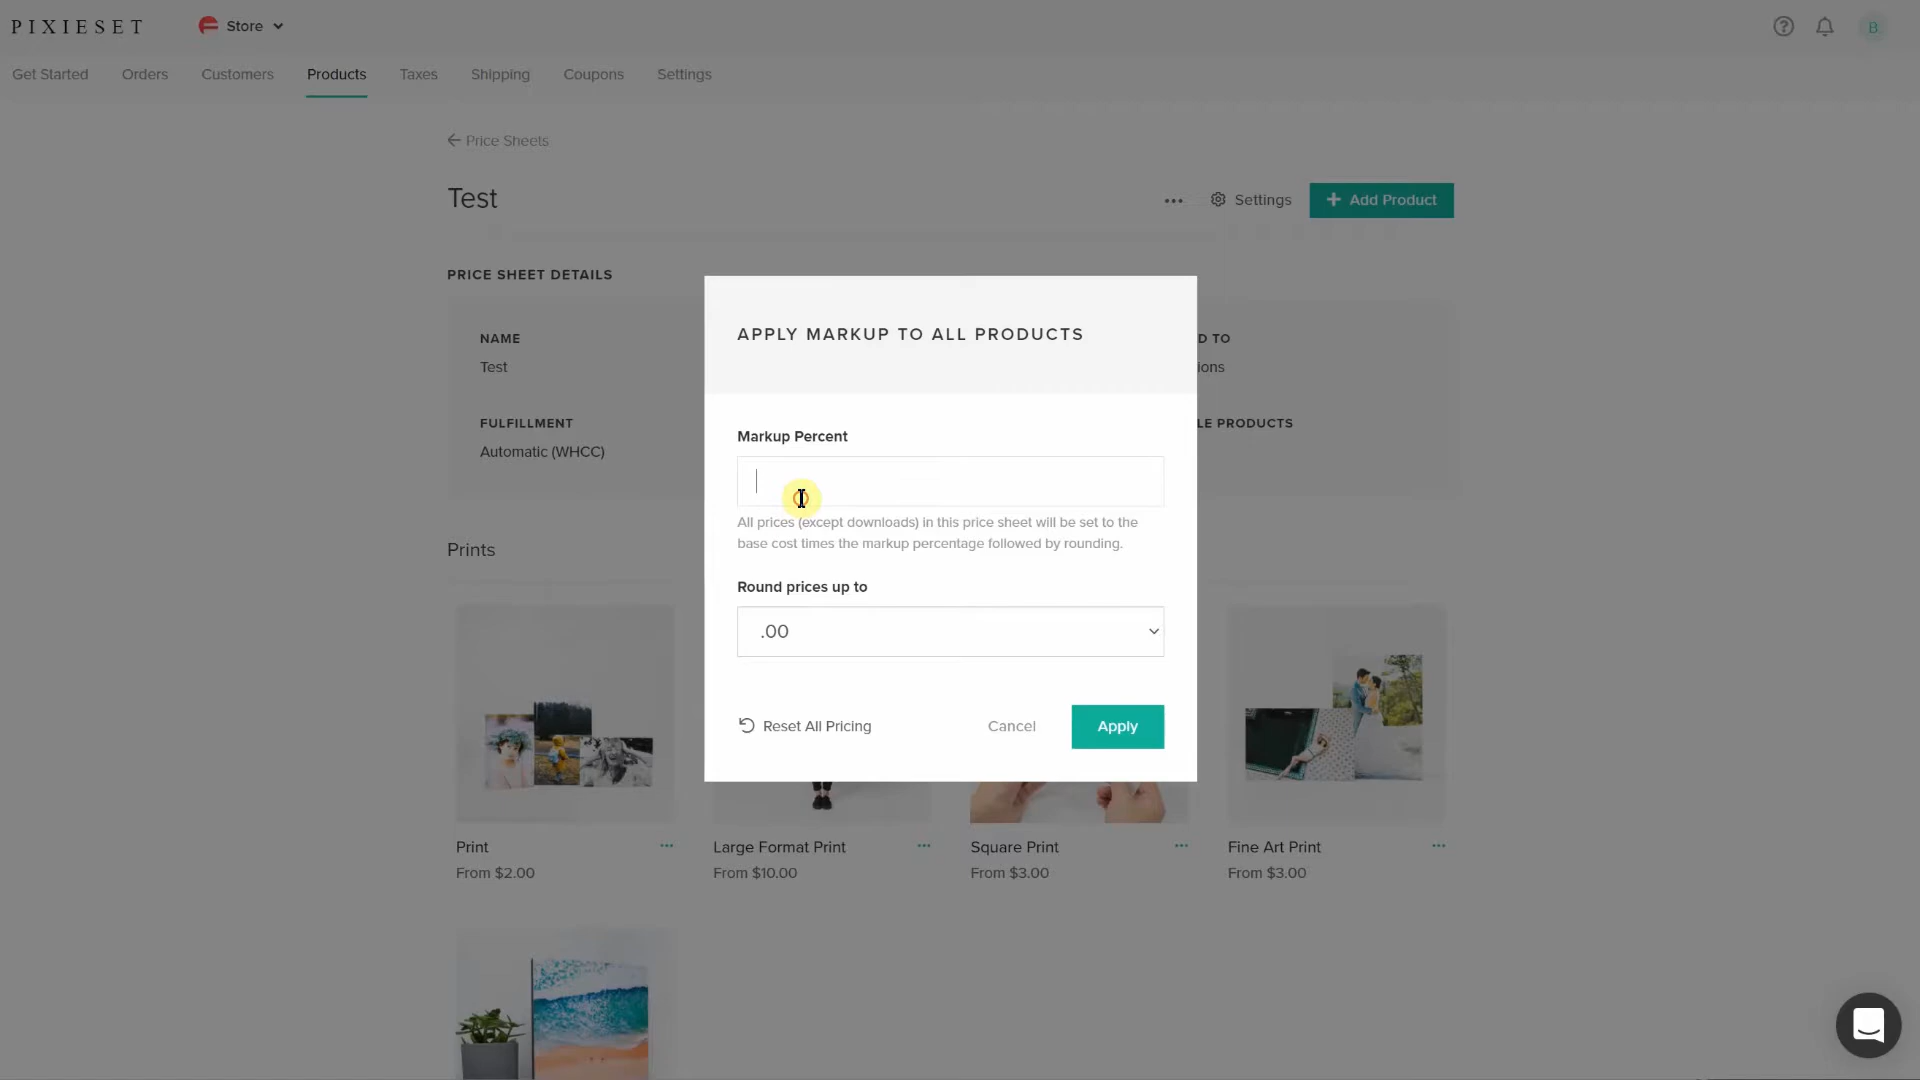 PIXIESET
Store
B
Get Started
Orders
Customers
Products
Taxes
Shipping
Coupons
Settings
Price Sheets
Test
Settings
Add Product
PRICE SHEET DETAILS
NAME
Test
D TO
ions
FULFILLMENT
Automatic (WHCC)
LE PRODUCTS
APPLY MARKUP TO ALL PRODUCTS
Markup Percent
All prices (except downloads) in this price sheet will be set to the
base cost times the markup percentage followed by rounding.
Round prices up to
.00
Reset All Pricing
Cancel
Apply
Prints
Print
From $2.00
Large Format Print
From $10.00
Square Print
From $3.00
Fine Art Print
From $3.00